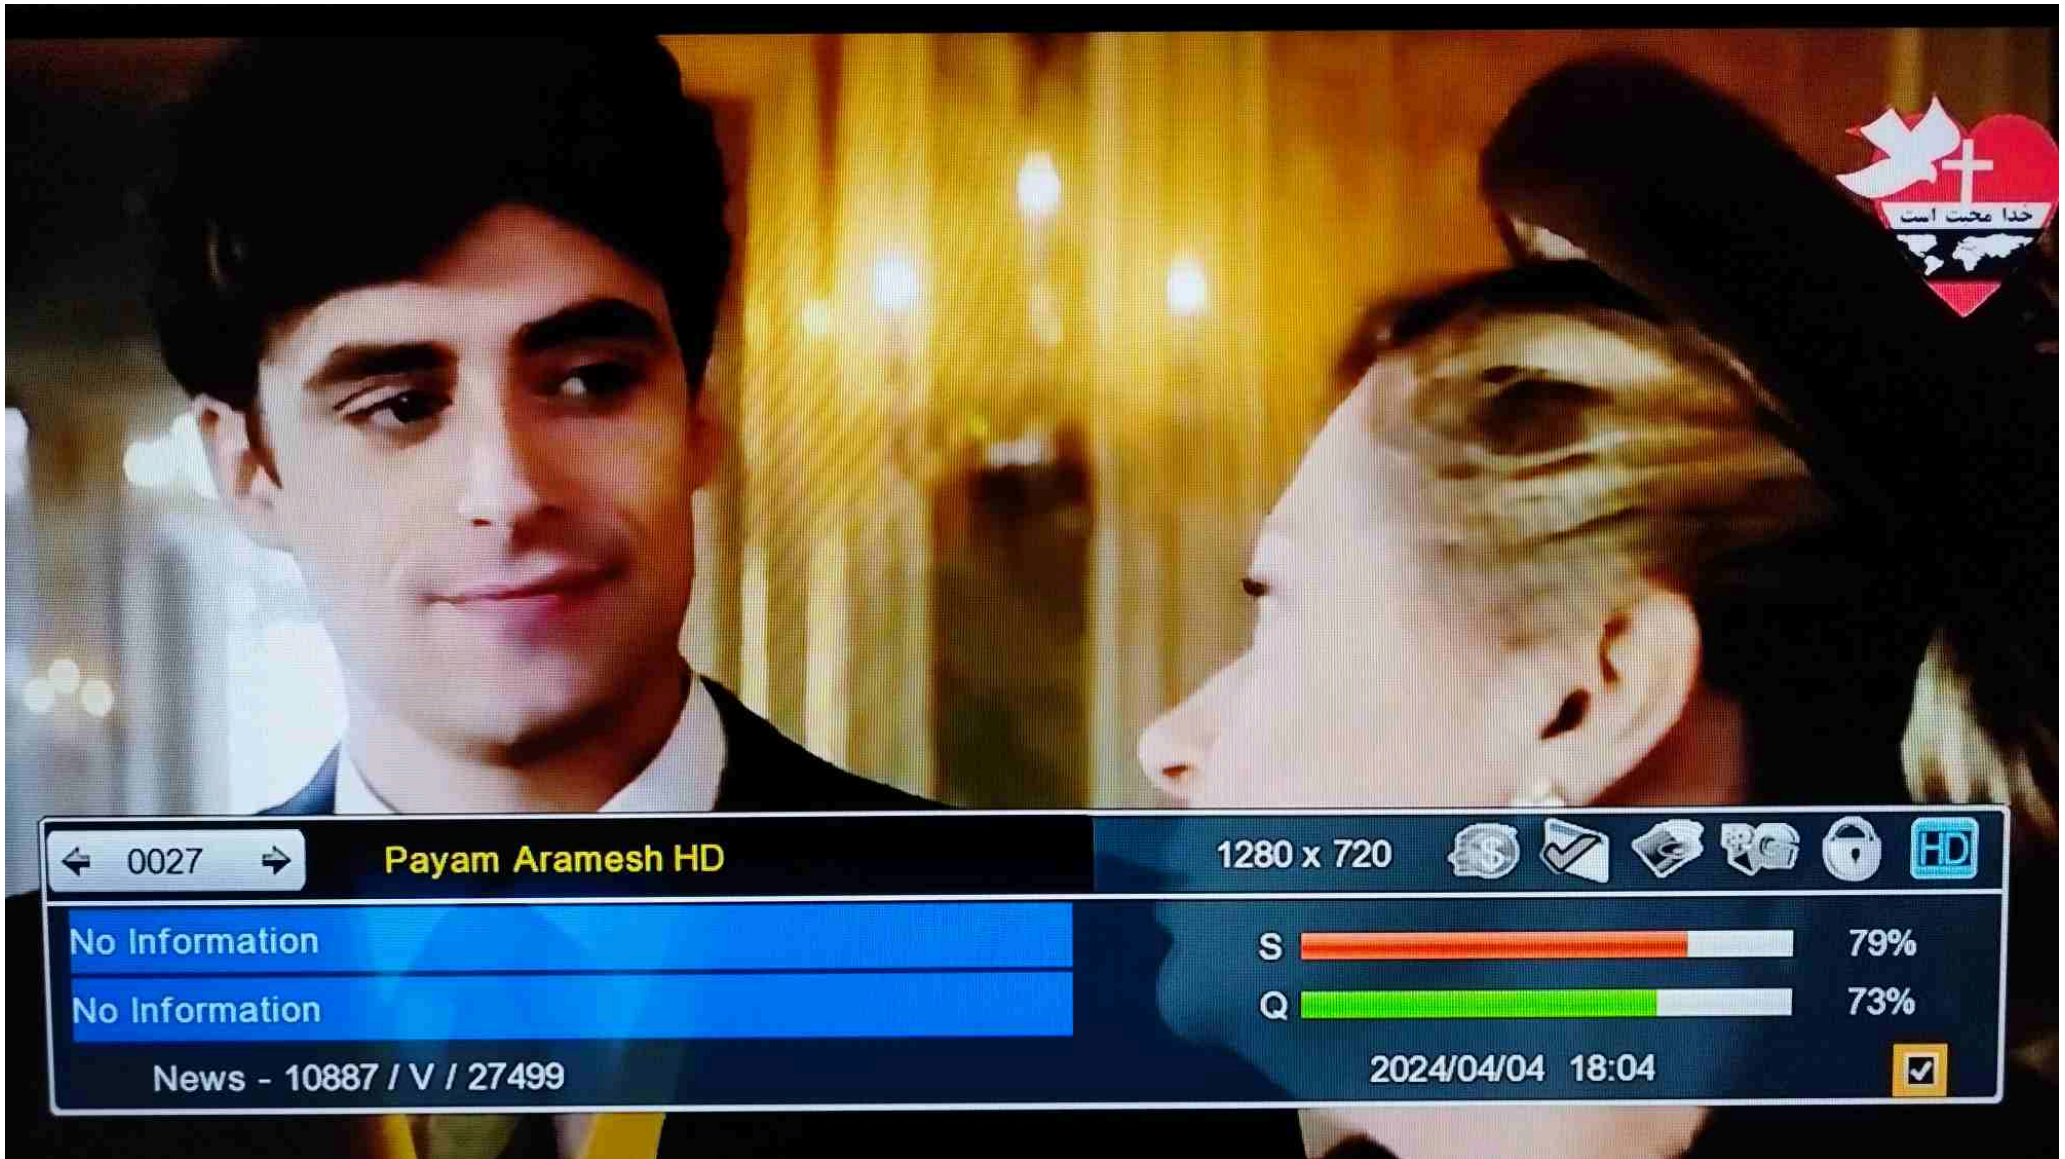 خدا محبت است
0027
Payam Aramesh HD
1280 x 720
$
HD
No Information
S 79%
No Information
Q 73%
News - 10887 / V / 27499
2024/04/04 18:04